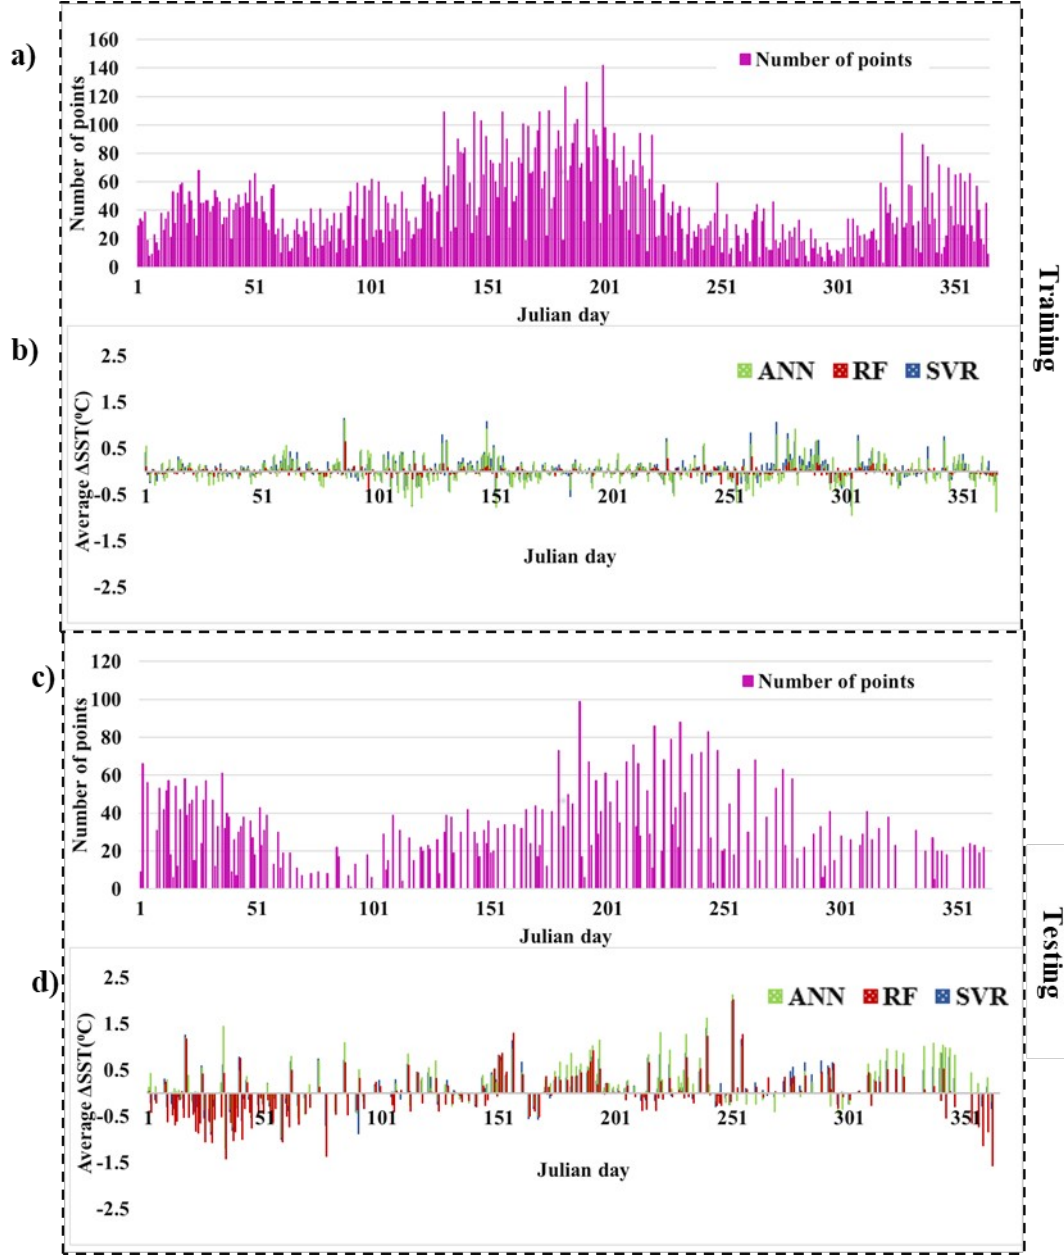 a)
160
140
120
100
80
60
40
20
0
Number of points
Number of points
1 51 101 151 201 251 301 351
Julian day
b)
2.5
1.5
0.5
-0.5
-1.5
-2.5
Average ΔSST(⁰C)
ANN RF SVR
1 51 101 151 201 251 301 351
Julian day
Training
c)
120
100
80
60
40
20
0
Number of points
Number of points
1 51 101 151 201 251 301 351
Julian day
d)
2.5
1.5
0.5
-0.5
-1.5
-2.5
Average ΔSST(⁰C)
ANN RF SVR
1 51 101 151 201 251 301 351
Julian day
Testing